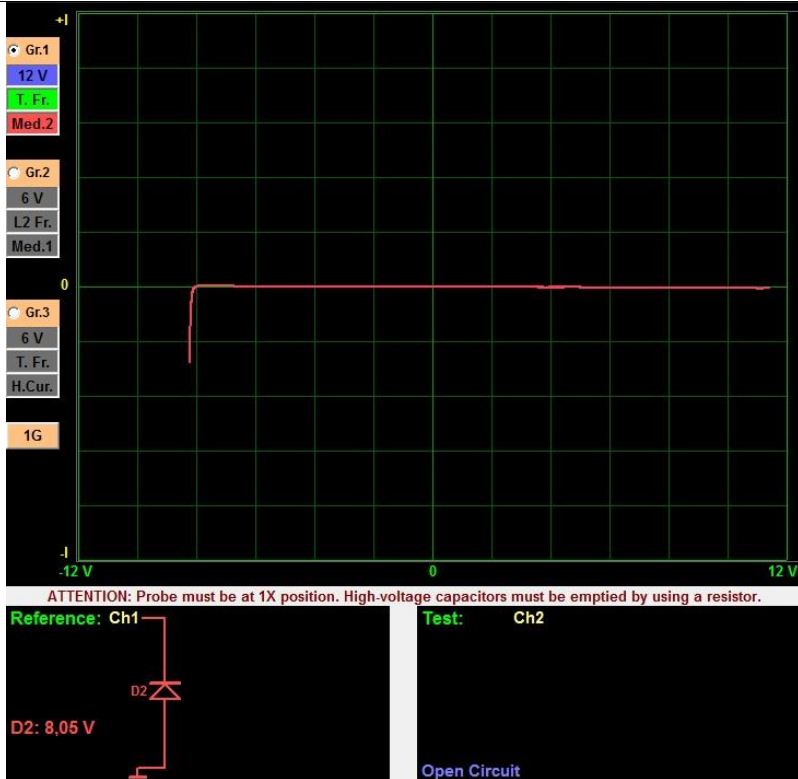 +I
Gr.1
12 V
T. Fr.
Med.2
Gr.2
6 V
L2 Fr.
Med.1
0
Gr.3
6 V
T. Fr.
H.Cur.
1G
-I
-12 V 0 12 V
ATTENTION: Probe must be at 1X position. High-voltage capacitors must be emptied by using a resistor.
Reference: Ch1
D2
D2: 8,05 V
Test: Ch2
Open Circuit